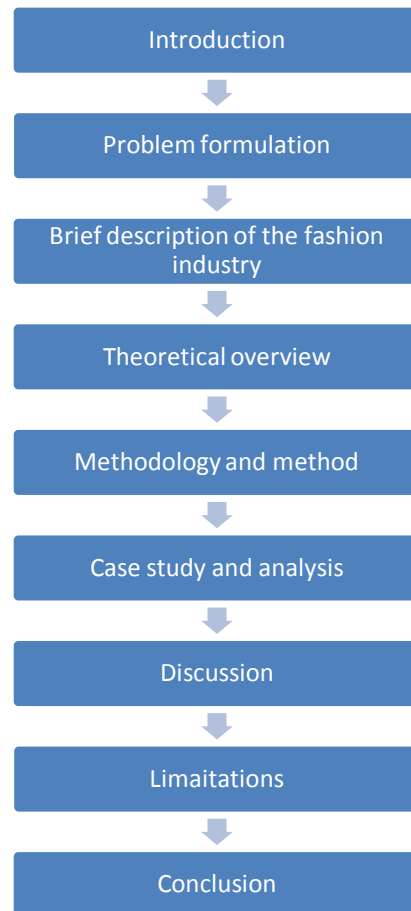 Introduction
Problem formulation
Brief description of the fashion
industry
Theoretical overview
Methodology and method
Case study and analysis
Discussion
Limaitations
Conclusion